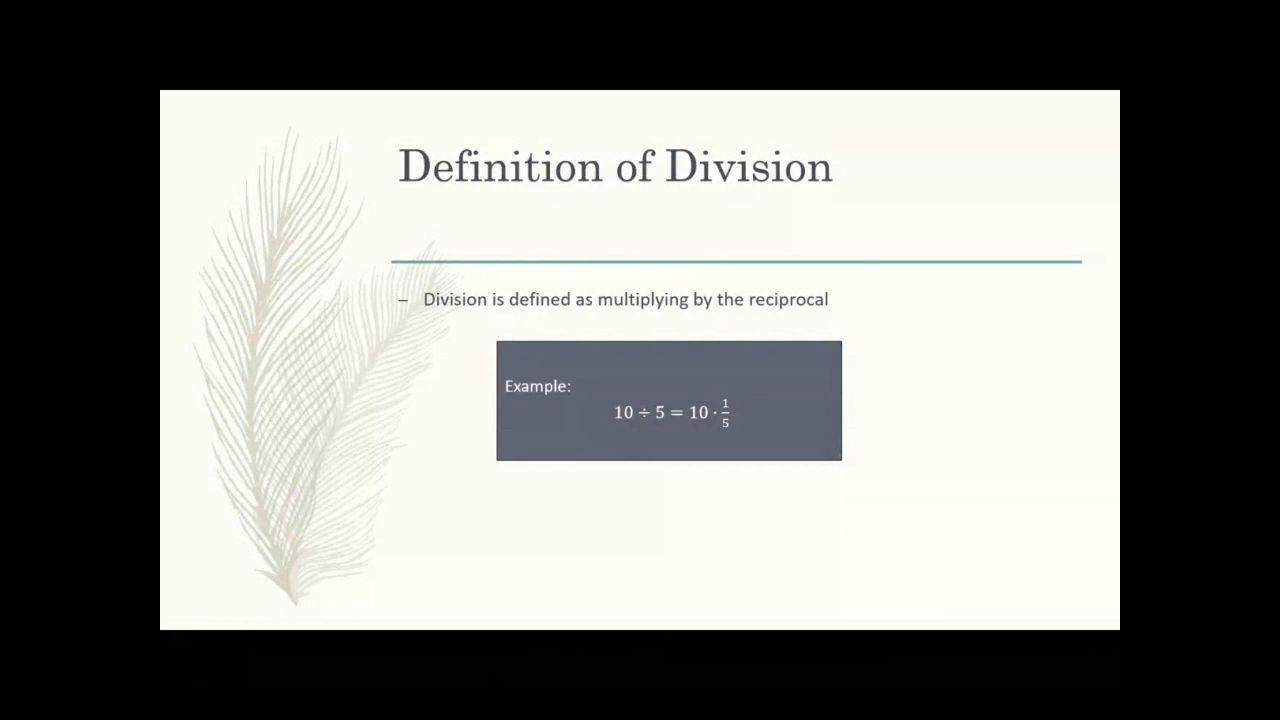 Definition of Division
– Division is defined as multiplying by the reciprocal
Example:
10 ÷ 5 = 10 · 1/5